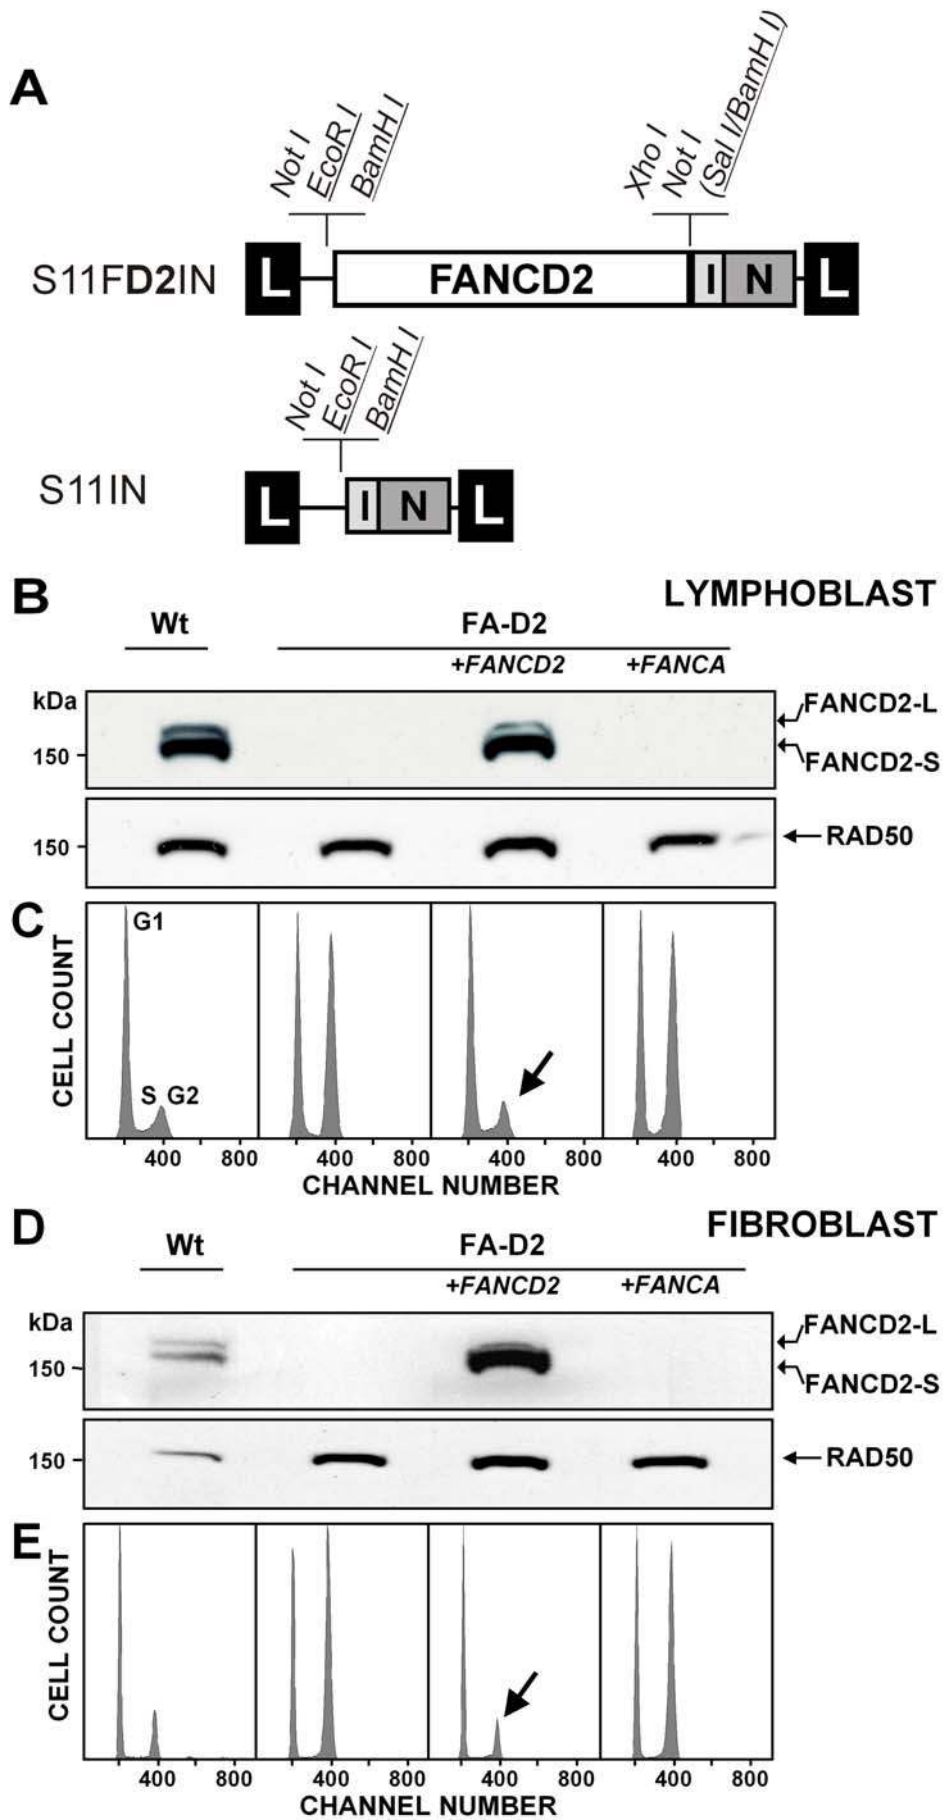 A
Not I
EcoR I
BamH I
Xho I
Not I
(Sal I/BamH I)
S11FD2IN
L
FANCD2
I
N
L
Not I
EcoR I
BamH I
S11IN
L
I
N
L
B
LYMPHOBLAST
Wt
FA-D2
+FANCD2
+FANCA
kDa
150
FANCD2-L
FANCD2-S
150
RAD50
C
CELL COUNT
G1
S G2
400 800 400 800 400 800 400 800
CHANNEL NUMBER
D
FIBROBLAST
Wt
FA-D2
+FANCD2
+FANCA
kDa
150
FANCD2-L
FANCD2-S
150
RAD50
E
CELL COUNT
400 800 400 800 400 800 400 800
CHANNEL NUMBER